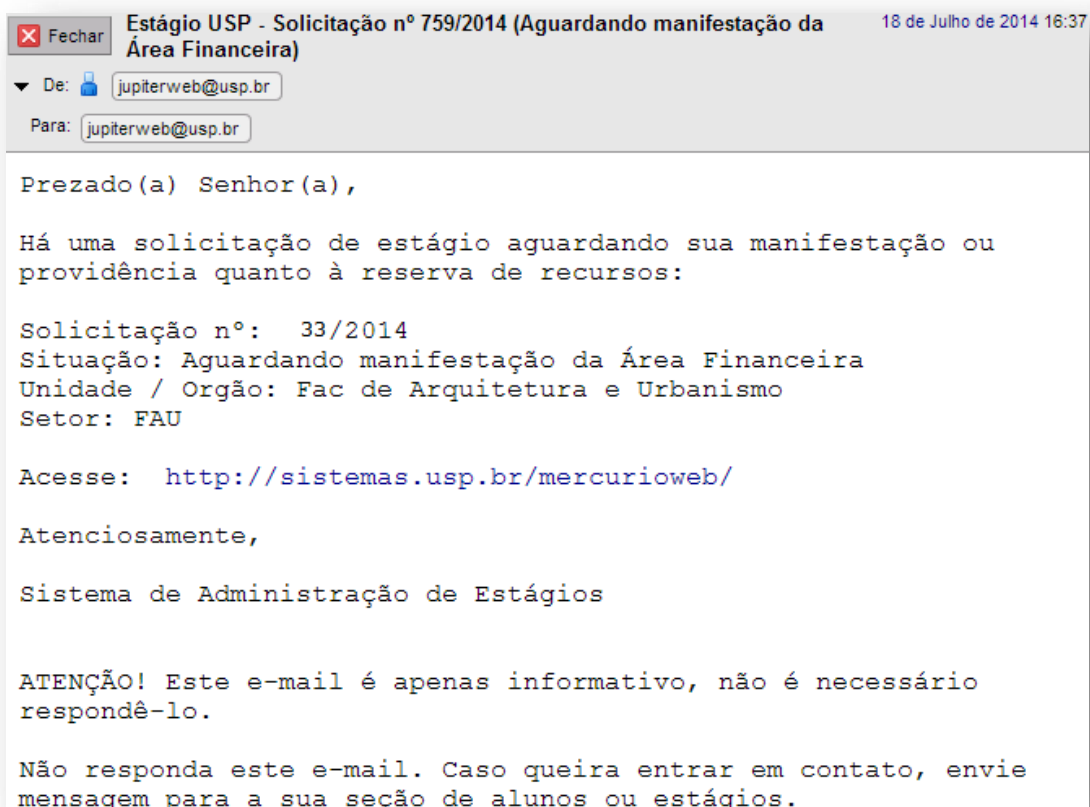 Fechar
Estágio USP - Solicitação nº 759/2014 (Aguardando manifestação da
Área Financeira)
18 de Julho de 2014 16:37
De: jupiterweb@usp.br
Para: jupiterweb@usp.br
Prezado(a) Senhor(a),
Há uma solicitação de estágio aguardando sua manifestação ou
providência quanto à reserva de recursos:
Solicitação nº: 33/2014
Situação: Aguardando manifestação da Área Financeira
Unidade / Orgão: Fac de Arquitetura e Urbanismo
Setor: FAU
Acesse: http://sistemas.usp.br/mercurioweb/
Atenciosamente,
Sistema de Administração de Estágios
ATENÇÃO! Este e-mail é apenas informativo, não é necessário
respondê-lo.
Não responda este e-mail. Caso queira entrar em contato, envie
mensagem para a sua seção de alunos ou estágios.